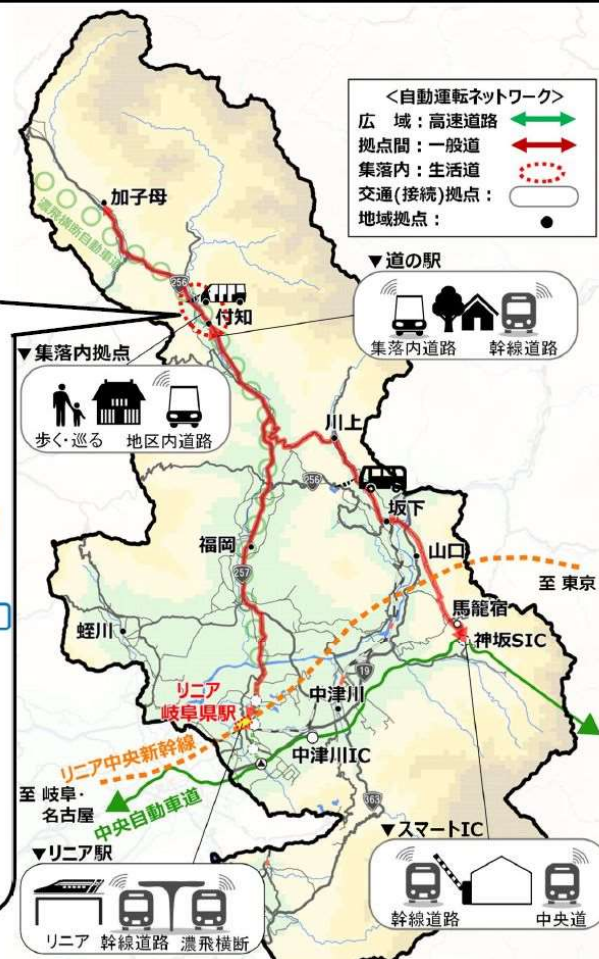 <自動運転ネットワーク>
広　域：高速道路
拠点間：一般道
集落内：生活道
交通(接続)拠点：
地域拠点：
加子母
濃飛横断自動車道
256
付知
▼道の駅
集落内道路　幹線道路
▼集落内拠点
歩く・巡る　地区内道路
川上
256
坂下
福岡
山口
257
至 東京
馬籠宿
蛭川
神坂SIC
19
リニア
岐阜県駅
中津川
リニア中央新幹線
中津川IC
至 岐阜・
名古屋
中央自動車道
363
▼リニア駅
リニア　幹線道路　濃飛横断
▼スマートIC
幹線道路　中央道